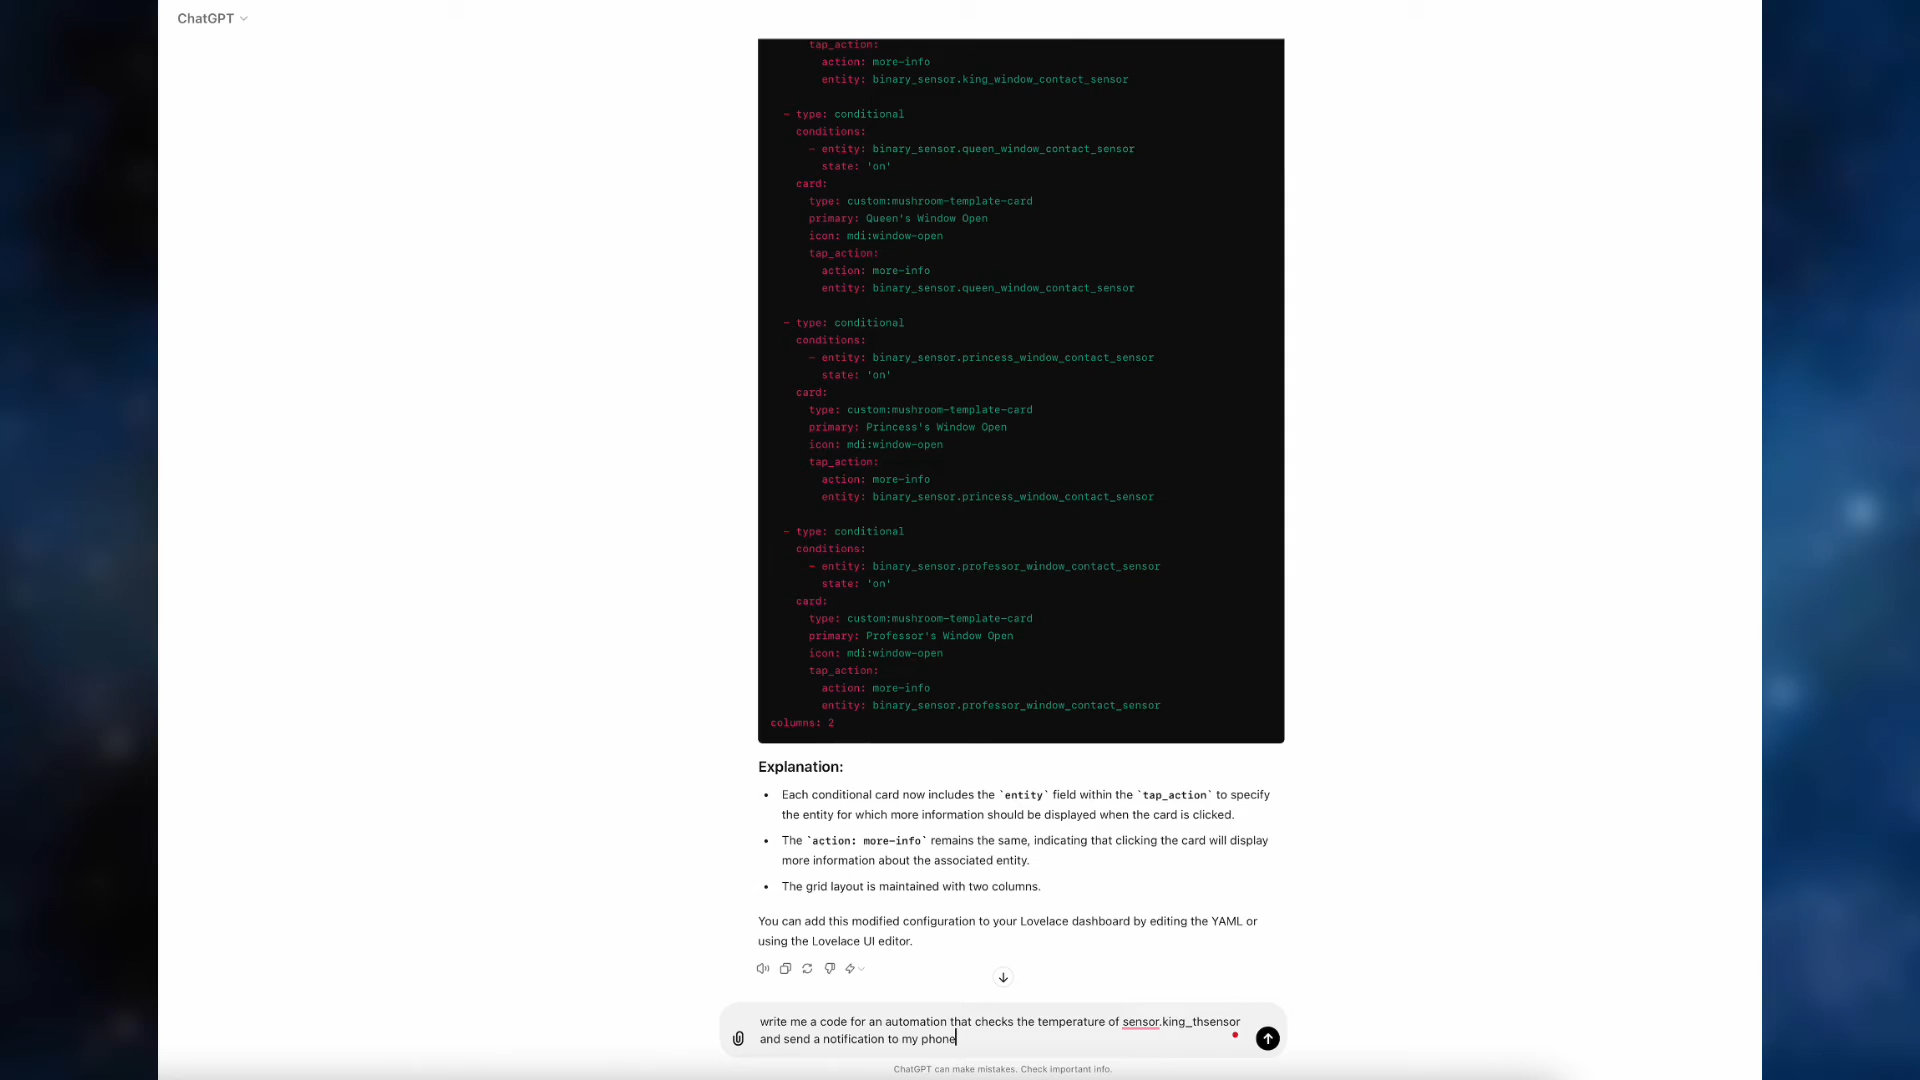 ChatGPT
tap_action:
action: more-info
entity: binary_sensor.king_window_contact_sensor
- type: conditional
conditions:
- entity: binary_sensor.queen_window_contact_sensor
state: 'on'
card:
type: custom:mushroom-template-card
primary: Queen's Window Open
icon: mdi:window-open
tap_action:
action: more-info
entity: binary_sensor.queen_window_contact_sensor
- type: conditional
conditions:
- entity: binary_sensor.princess_window_contact_sensor
state: 'on'
card:
type: custom:mushroom-template-card
primary: Princess's Window Open
icon: mdi:window-open
tap_action:
action: more-info
entity: binary_sensor.princess_window_contact_sensor
- type: conditional
conditions:
- entity: binary_sensor.professor_window_contact_sensor
state: 'on'
card:
type: custom:mushroom-template-card
primary: Professor's Window Open
icon: mdi:window-open
tap_action:
action: more-info
entity: binary_sensor.professor_window_contact_sensor
columns: 2
Explanation:
• Each conditional card now includes the `entity` field within the `tap_action` to specify
the entity for which more information should be displayed when the card is clicked.
• The `action: more-info` remains the same, indicating that clicking the card will display
more information about the associated entity.
• The grid layout is maintained with two columns.
You can add this modified configuration to your Lovelace dashboard by editing the YAML or
using the Lovelace UI editor.
write me a code for an automation that checks the temperature of sensor.king_thsensor
and send a notification to my phone
ChatGPT can make mistakes. Check important info.